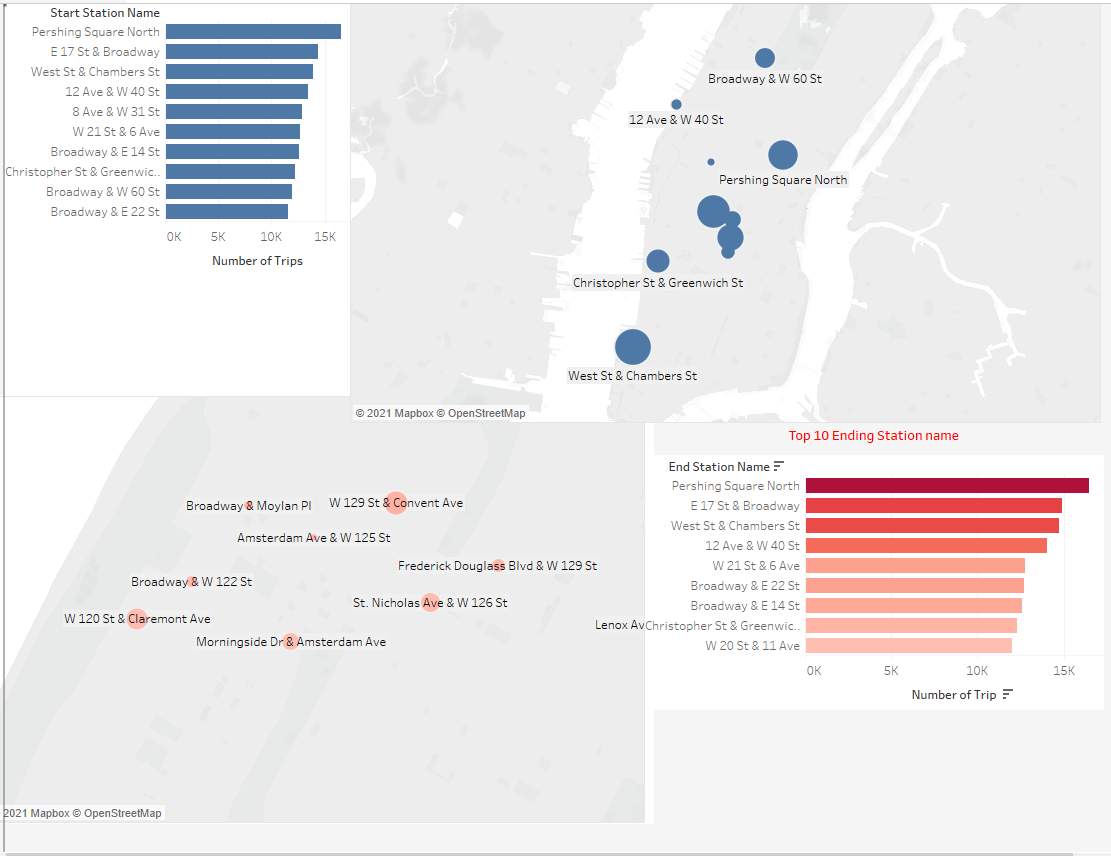 Start Station Name
Pershing Square North
E 17 St & Broadway
West St & Chambers St
12 Ave & W 40 St
8 Ave & W 31 St
W 21 St & 6 Ave
Broadway & E 14 St
Christopher St & Greenwic..
Broadway & W 60 St
Broadway & E 22 St
0K 5K 10K 15K
Number of Trips
Broadway & W 60 St
12 Ave & W 40 St
Pershing Square North
Christopher St & Greenwich St
West St & Chambers St
© 2021 Mapbox © OpenStreetMap
Broadway & Moylan Pl
W 129 St & Convent Ave
Amsterdam Ave & W 125 St
Frederick Douglass Blvd & W 129 St
Broadway & W 122 St
St. Nicholas Ave & W 126 St
W 120 St & Claremont Ave
Lenox Av
Morningside Dr & Amsterdam Ave
2021 Mapbox © OpenStreetMap
Top 10 Ending Station name
End Station Name
Pershing Square North
E 17 St & Broadway
West St & Chambers St
12 Ave & W 40 St
W 21 St & 6 Ave
Broadway & E 22 St
Broadway & E 14 St
Christopher St & Greenwic..
W 20 St & 11 Ave
0K 5K 10K 15K
Number of Trip